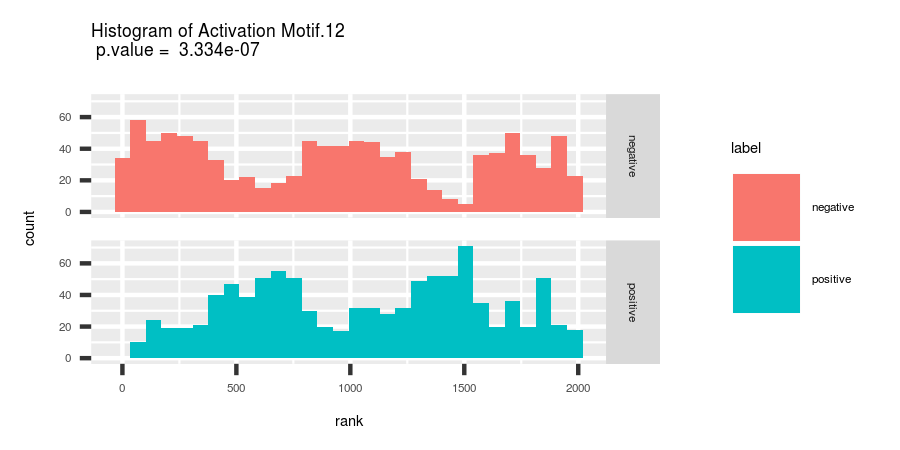 Histogram of Activation Motif.12
p.value = 3.334e-07
count
60
40
20
0
negative
60
40
20
0
positive
0 500 1000 1500 2000
rank
label
negative
positive